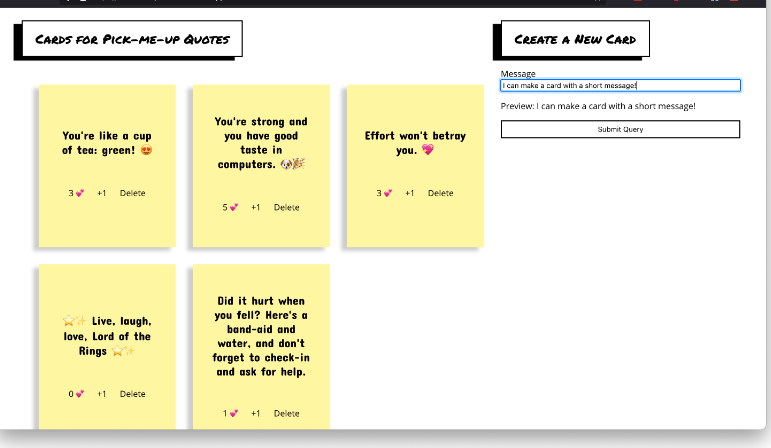 Cards for Pick-me-up Quotes
Create a New Card
Message
I can make a card with a short message!
Preview: I can make a card with a short message!
Submit Query
You're like a cup
of tea: green! 😍
3 💕 +1 Delete
You're strong and
you have good
taste in
computers. 🐶🎉
5 💕 +1 Delete
Effort won't betray
you. 💖
3 💕 +1 Delete
⭐✨ Live, laugh,
love, Lord of the
Rings ⭐✨
0 💕 +1 Delete
Did it hurt when
you fell? Here's a
band-aid and
water, and don't
forget to check-in
and ask for help.
1 💕 +1 Delete